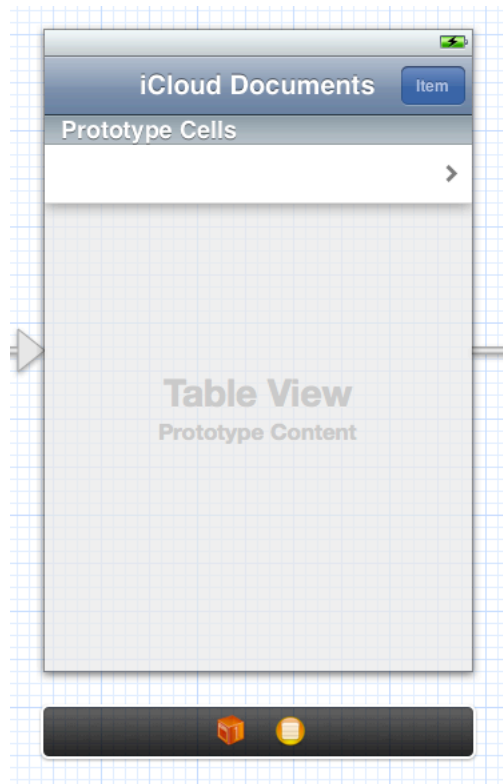 iCloud Documents
Item
Prototype Cells
Table View
Prototype Content